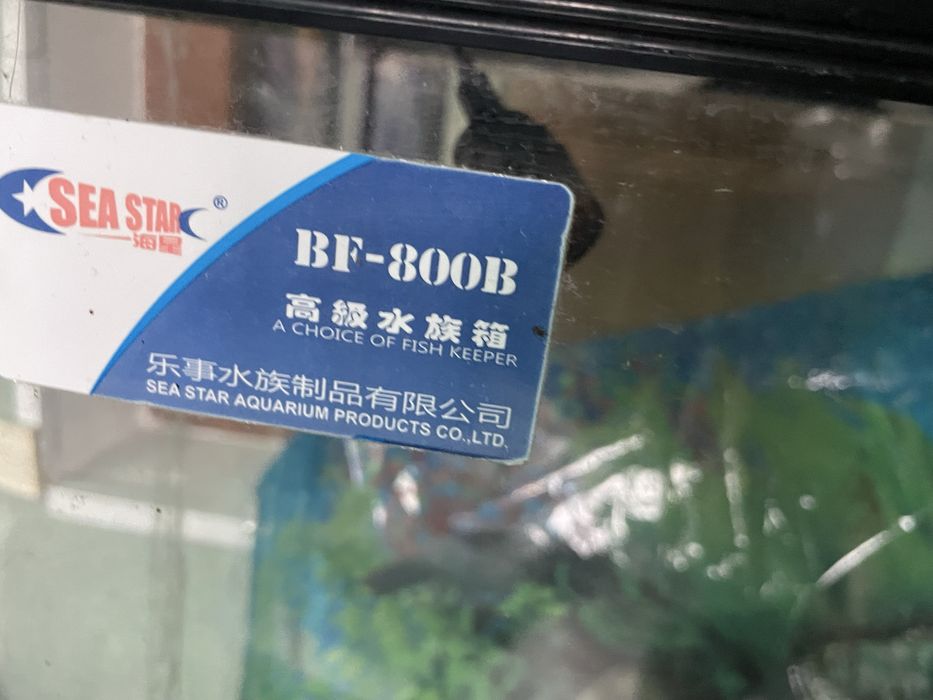 SEA STAR ®
海星
BF-800B
高级水族箱
A CHOICE OF FISH KEEPER
乐事水族制品有限公司
SEA STAR AQUARIUM PRODUCTS CO.,LTD.